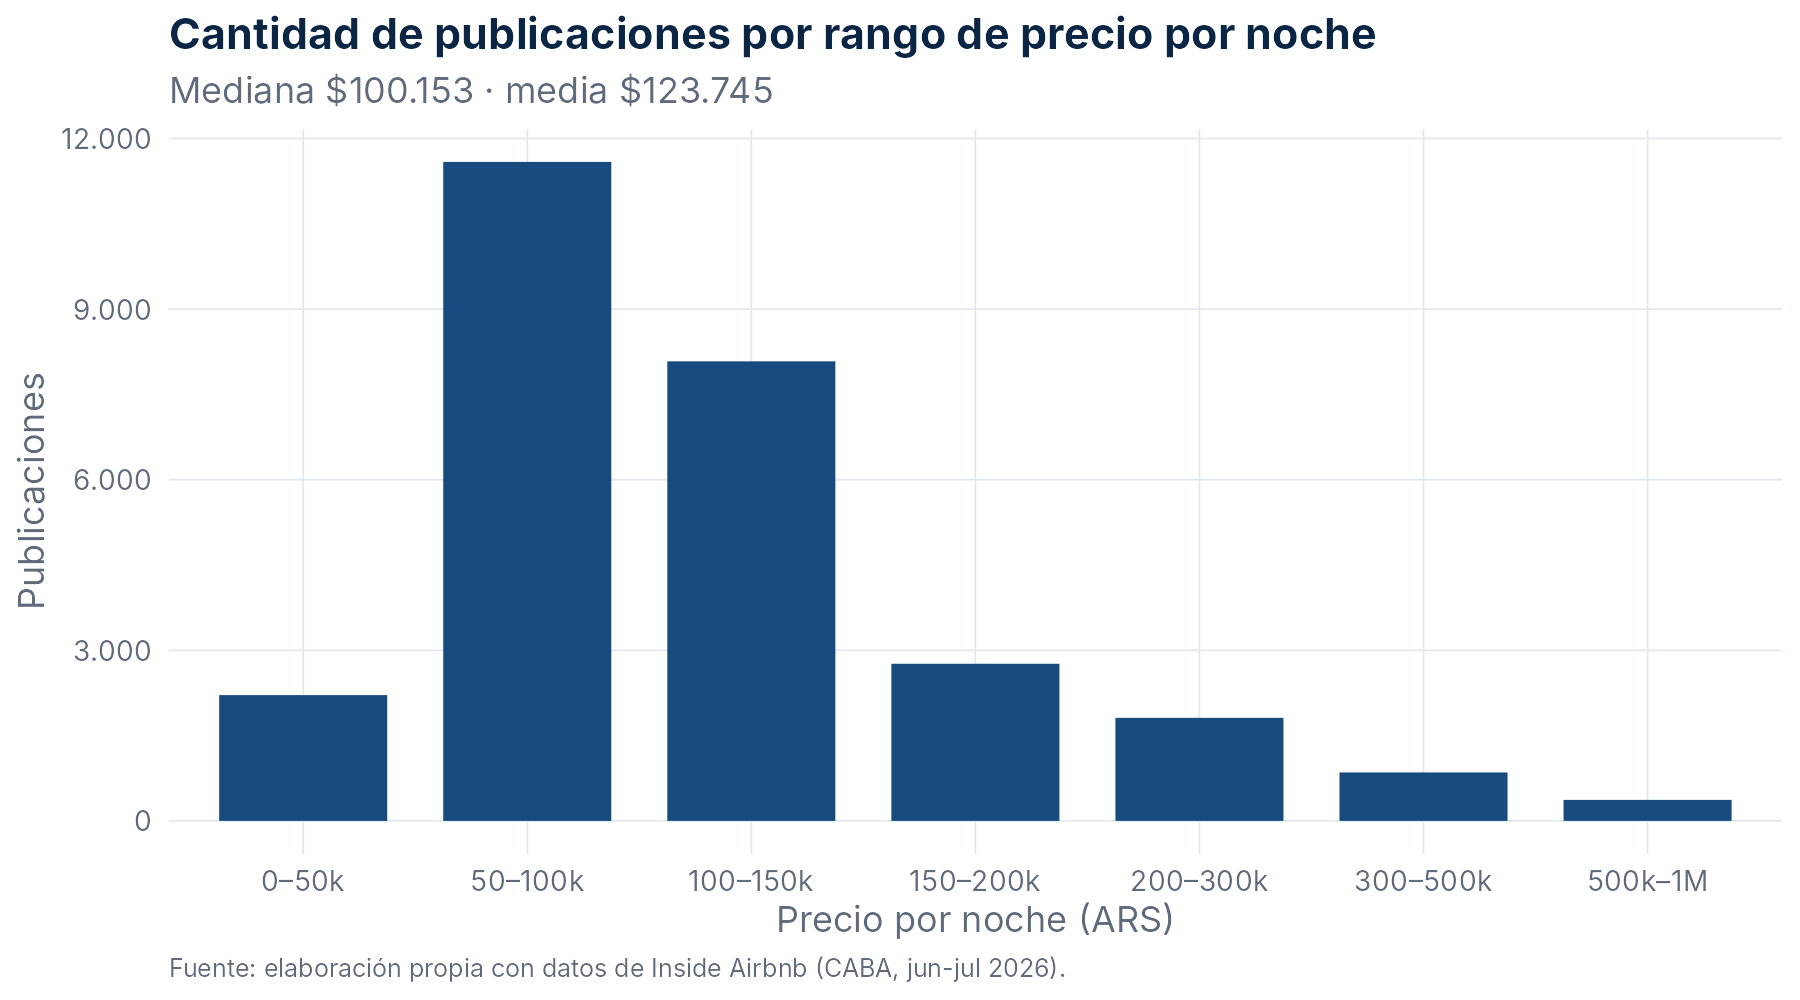 Cantidad de publicaciones por rango de precio por noche
Mediana $100.153 · media $123.745
12.000
9.000
6.000
3.000
0
Publicaciones
0–50k 50–100k 100–150k 150–200k 200–300k 300–500k 500k–1M
Precio por noche (ARS)
Fuente: elaboración propia con datos de Inside Airbnb (CABA, jun-jul 2026).